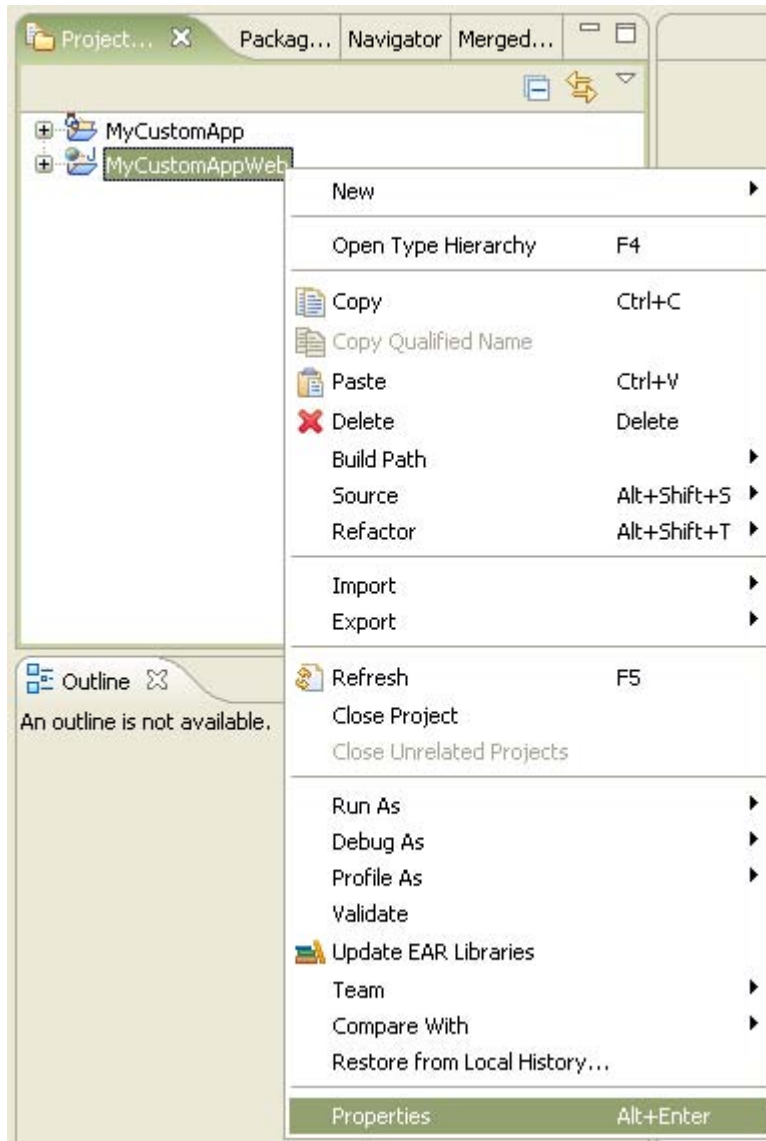 Project... Packag... Navigator Merged...
MyCustomApp
MyCustomAppWeb
New
Open Type Hierarchy F4
Copy Ctrl+C
Copy Qualified Name
Paste Ctrl+V
Delete Delete
Build Path
Source Alt+Shift+S
Refactor Alt+Shift+T
Import
Export
Refresh F5
Close Project
Close Unrelated Projects
Run As
Debug As
Profile As
Validate
Update EAR Libraries
Team
Compare With
Restore from Local History...
Properties Alt+Enter
Outline
An outline is not available.